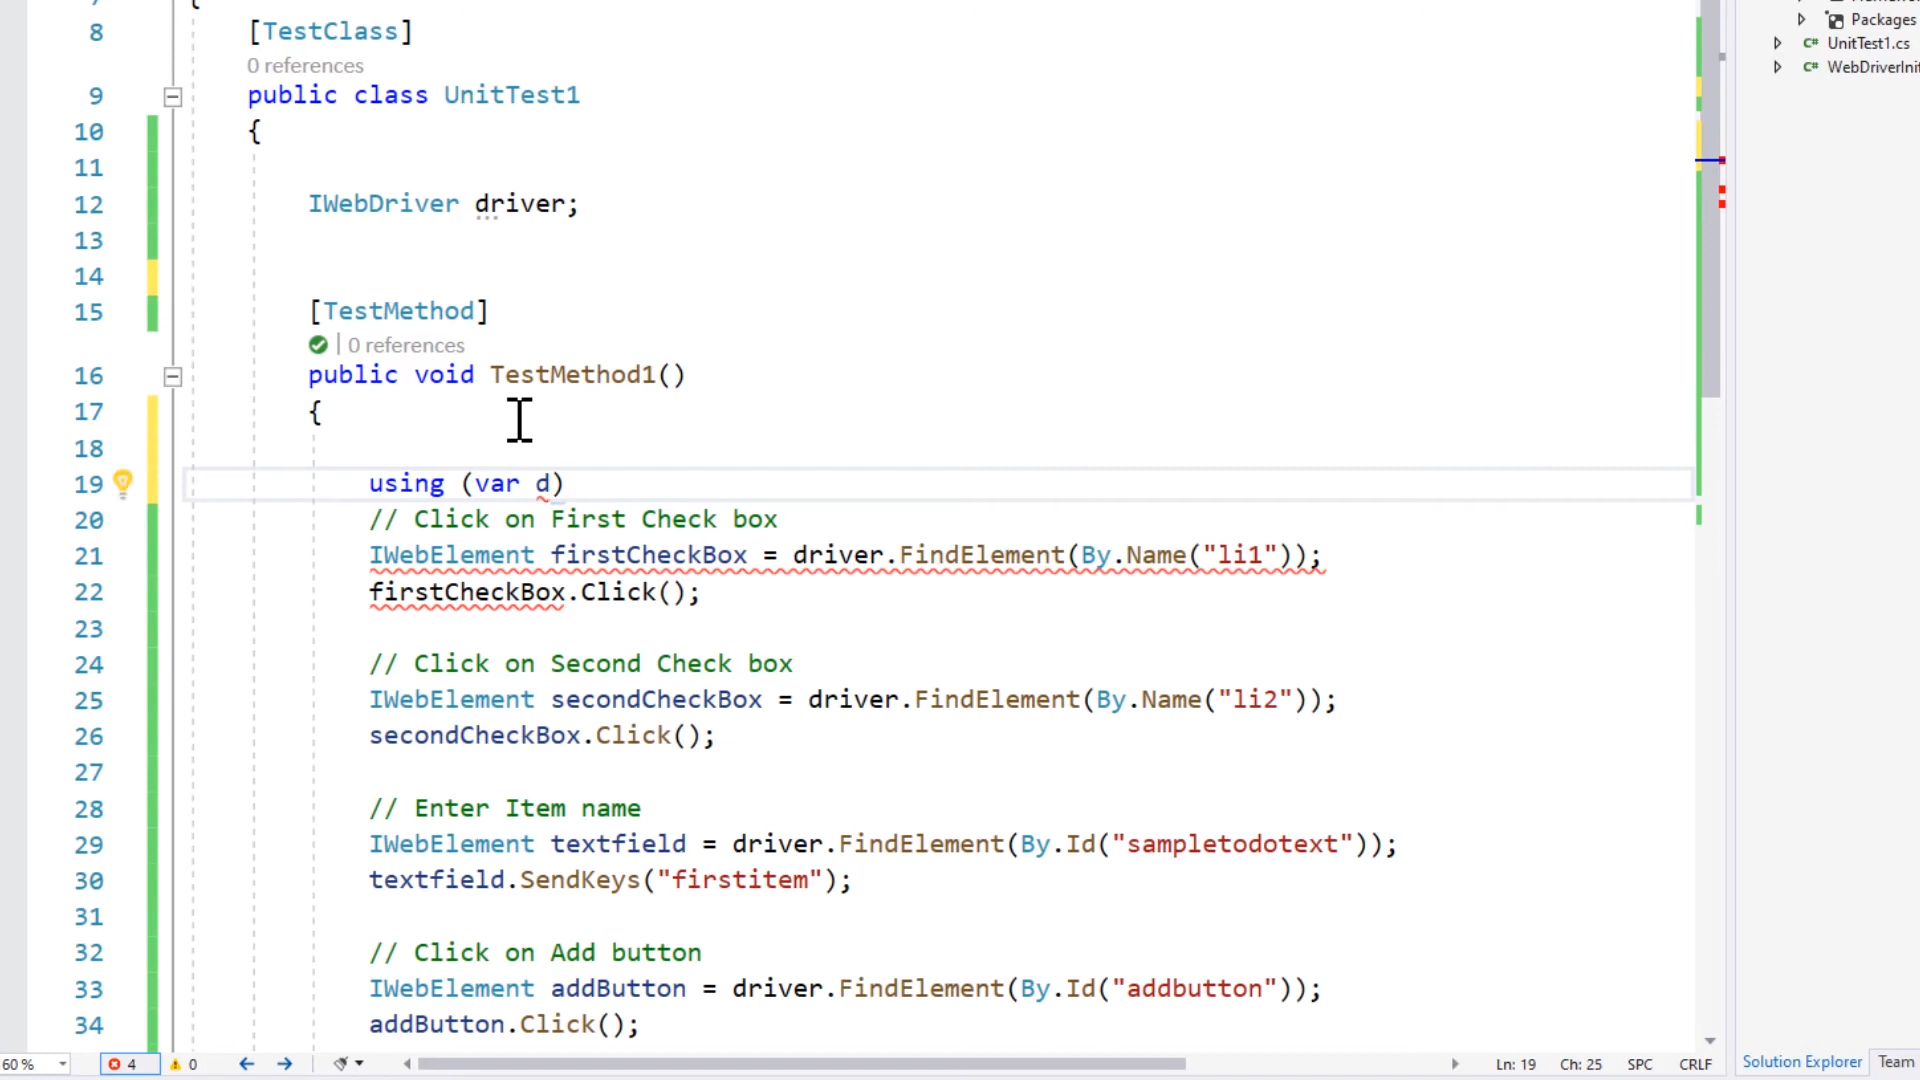 8 [TestClass]
0 references
9 public class UnitTest1
10 {
11
12 IWebDriver driver;
13
14
15 [TestMethod]
0 references
16 public void TestMethod1()
17 {
18
19 using (var d)
20 // Click on First Check box
21 IWebElement firstCheckBox = driver.FindElement(By.Name("li1"));
22 firstCheckBox.Click();
23
24 // Click on Second Check box
25 IWebElement secondCheckBox = driver.FindElement(By.Name("li2"));
26 secondCheckBox.Click();
27
28 // Enter Item name
29 IWebElement textfield = driver.FindElement(By.Id("sampletodotext"));
30 textfield.SendKeys("firstitem");
31
32 // Click on Add button
33 IWebElement addButton = driver.FindElement(By.Id("addbutton"));
34 addButton.Click();
Packages
C# UnitTest1.cs
C# WebDriverInit
60 % 4 0 Ln: 19 Ch: 25 SPC CRLF
Solution Explorer Team